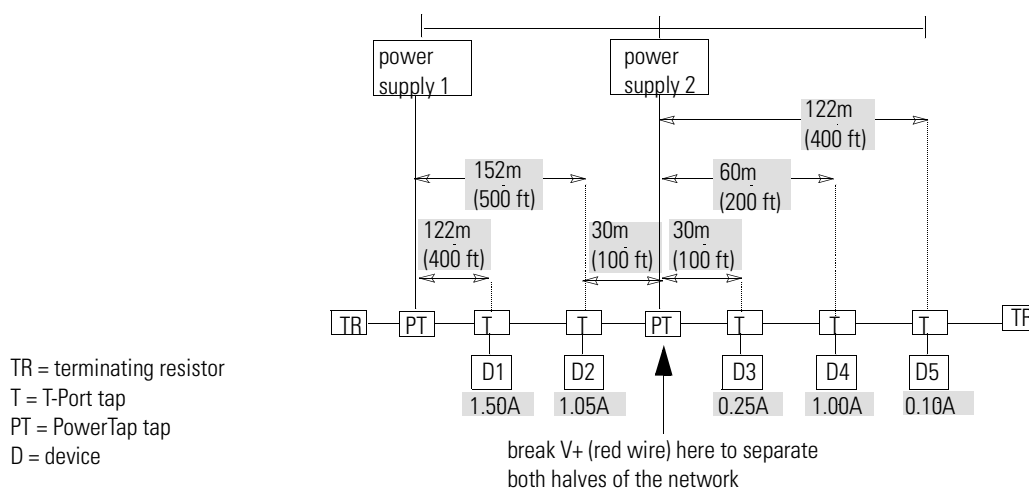 power
supply 1
power
supply 2
122m
(400 ft)
152m
(500 ft)
60m
(200 ft)
122m
(400 ft)
30m
(100 ft)
30m
(100 ft)
TR
PT
T
T
PT
T
T
T
TR
TR = terminating resistor
T = T-Port tap
PT = PowerTap tap
D = device
D1
D2
D3
D4
D5
1.50A
1.05A
0.25A
1.00A
0.10A
break V+ (red wire) here to separate
both halves of the network